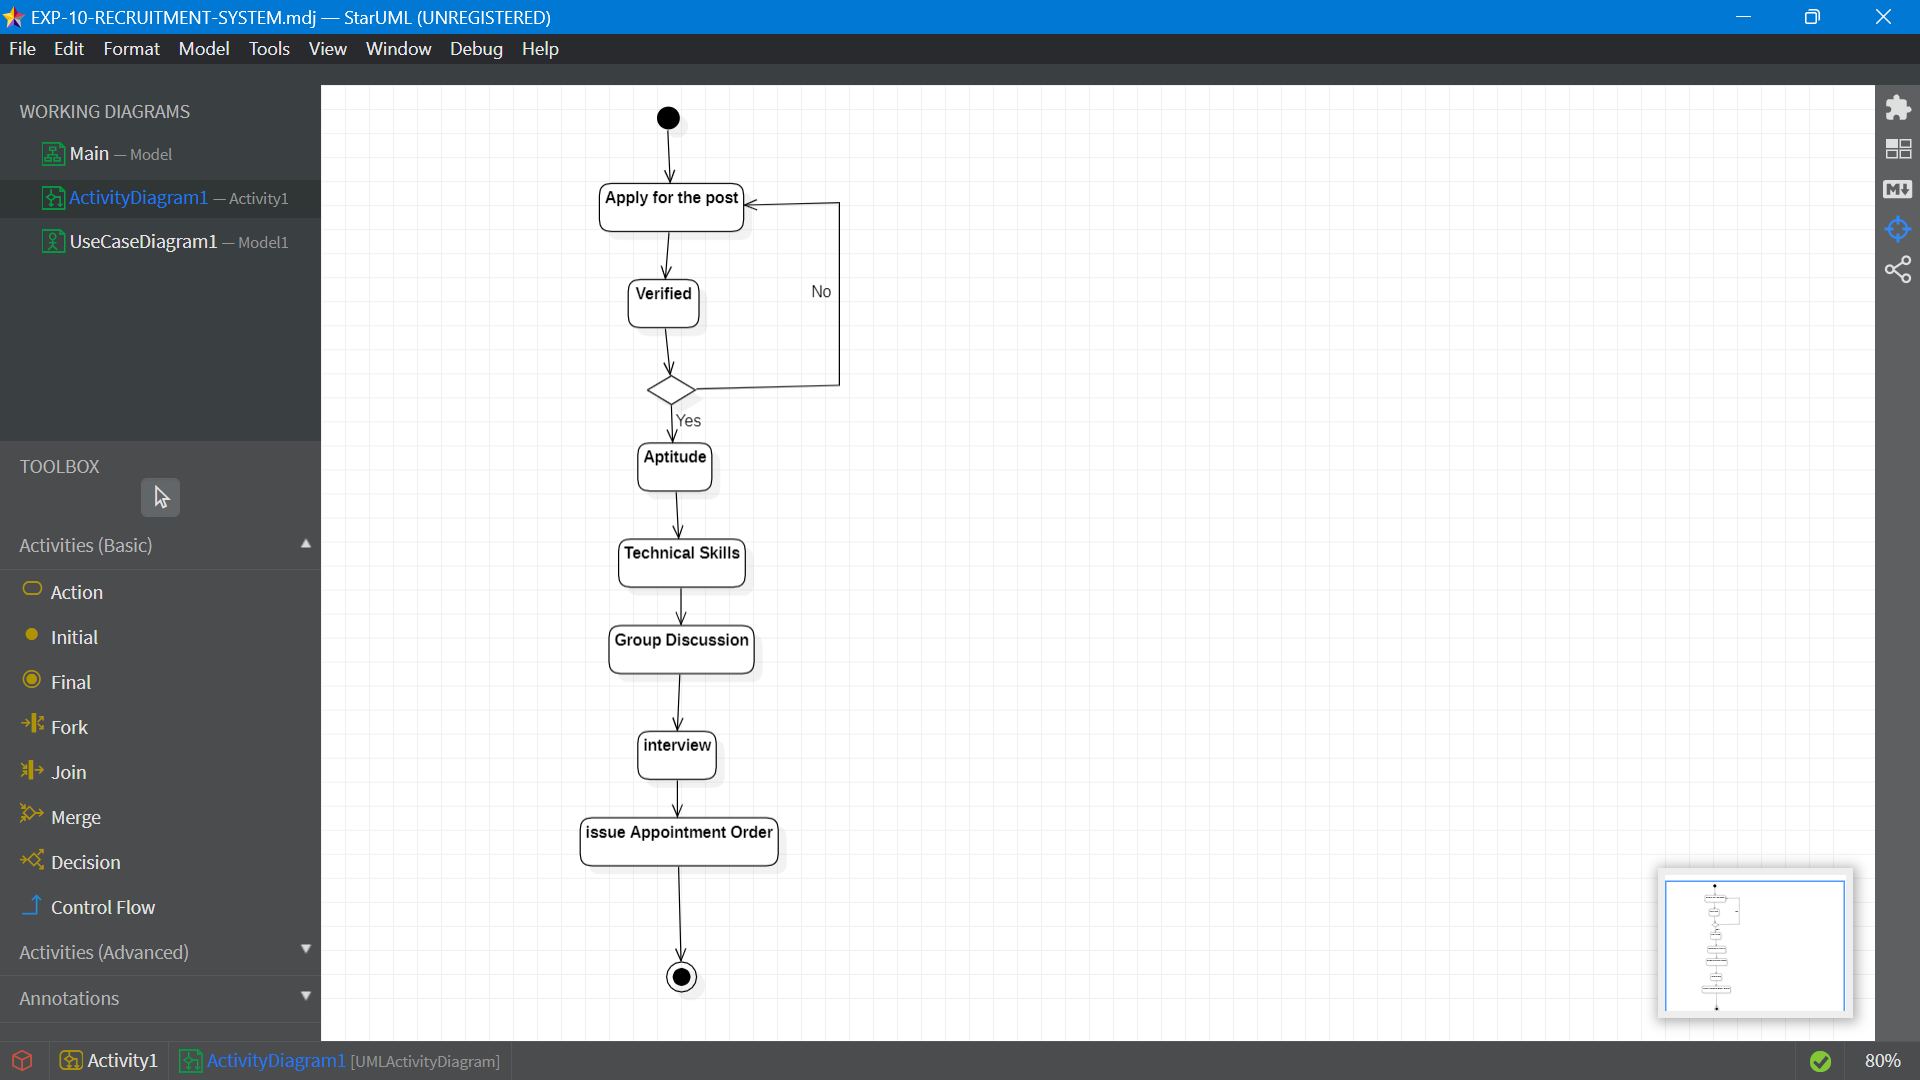 EXP-10-RECRUITMENT-SYSTEM.mdj — StarUML (UNREGISTERED)
File Edit Format Model Tools View Window Debug Help
WORKING DIAGRAMS
Main — Model
ActivityDiagram1 — Activity1
UseCaseDiagram1 — Model1
TOOLBOX
Activities (Basic)
Action
Initial
Final
Fork
Join
Merge
Decision
Control Flow
Activities (Advanced)
Annotations
Apply for the post
Verified
No
Yes
Aptitude
Technical Skills
Group Discussion
interview
issue Appointment Order
M
Activity1 ActivityDiagram1 [UMLActivityDiagram] 80%